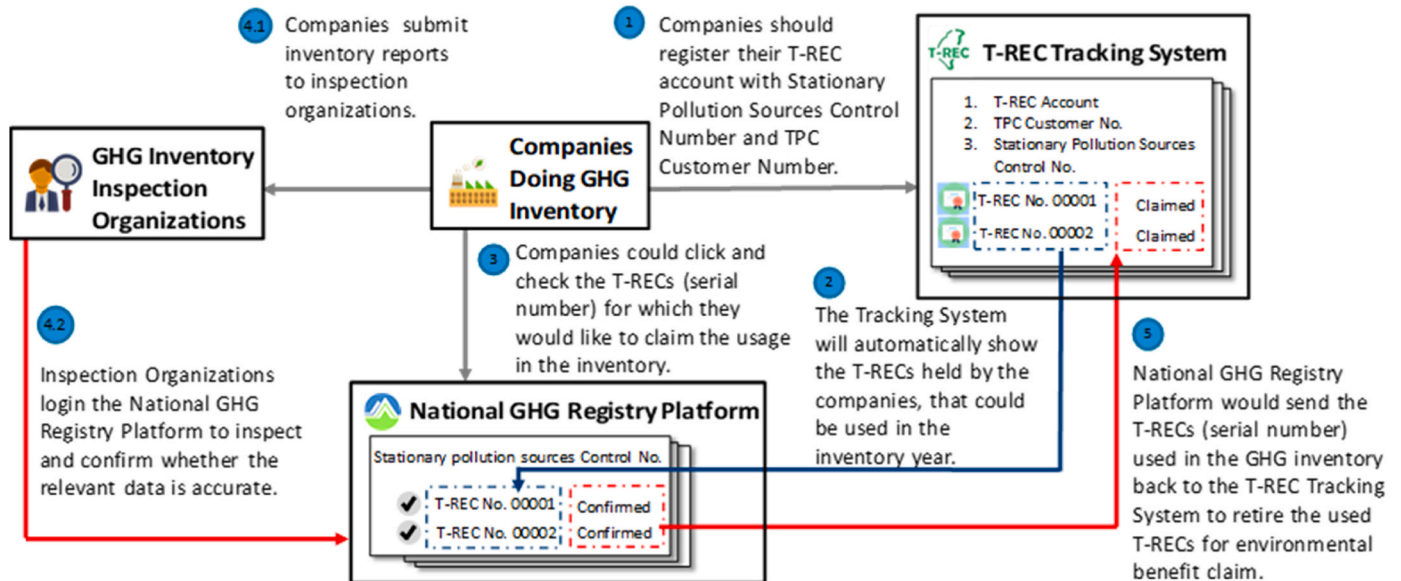 4.1
Companies submit
inventory reports
to inspection
organizations.
1
Companies should
register their T-REC
account with Stationary
Pollution Sources Control
Number and TPC
Customer Number.
T-REC
T-REC Tracking System
1. T-REC Account
2. TPC Customer No.
3. Stationary Pollution Sources
Control No.
T-REC No. 00001
Claimed
T-REC No. 00002
Claimed
GHG Inventory
Inspection
Organizations
Companies
Doing GHG
Inventory
3
Companies could click and
check the T-RECs (serial
number) for which they
would like to claim the usage
in the inventory.
2
The Tracking System
will automatically show
the T-RECs held by the
companies, that could
be used in the
inventory year.
4.2
Inspection Organizations
login the National GHG
Registry Platform to inspect
and confirm whether the
relevant data is accurate.
National GHG Registry Platform
Stationary pollution sources Control No.
T-REC No. 00001
Confirmed
T-REC No. 00002
Confirmed
5
National GHG Registry
Platform would send the
T-RECs (serial number)
used in the GHG inventory
back to the T-REC Tracking
System to retire the used
T-RECs for environmental
benefit claim.